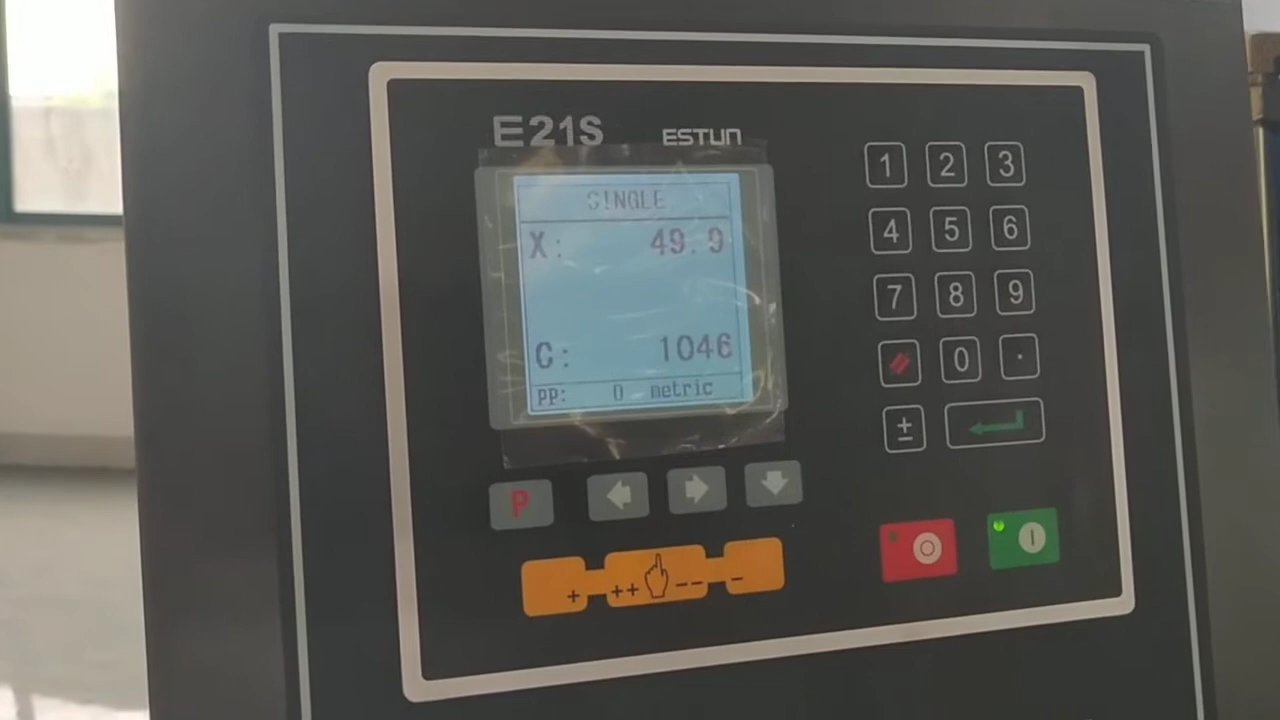 E21S ESTUN
SINGLE
X: 49.9
C: 1046
PP: 0 metric
1 2 3
4 5 6
7 8 9
0 .
±
P
+ ++ -- -